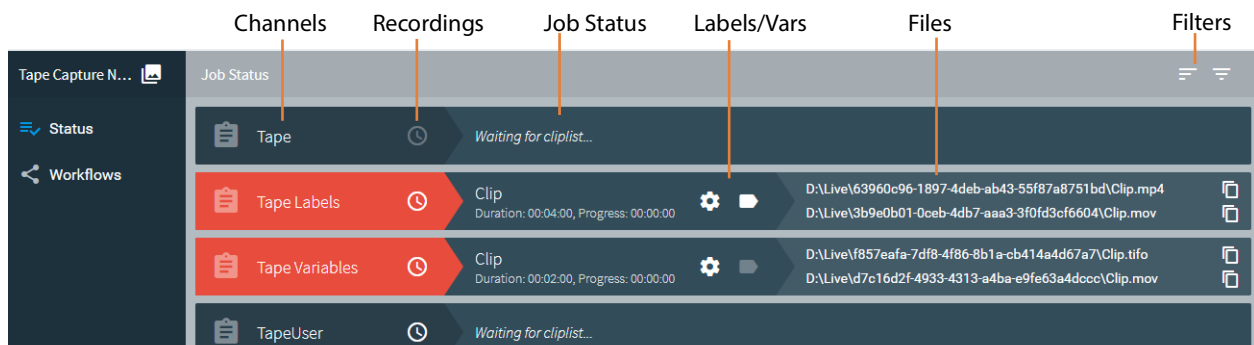 Channels Recordings Job Status Labels/Vars Files Filters
Tape Capture N... Job Status
Status
Workflows
Tape Waiting for cliplist...
Tape Labels
Clip
Duration: 00:04:00, Progress: 00:00:00
D:\Live\63960c96-1897-4deb-ab43-55f87a8751bd\Clip.mp4
D:\Live\3b9e0b01-0ceb-4db7-aaa3-3f0fd3cf6604\Clip.mov
Tape Variables
Clip
Duration: 00:02:00, Progress: 00:00:00
D:\Live\f857eafa-7df8-4f86-8b1a-cb414a4d67a7\Clip.tifo
D:\Live\d7c16d2f-4933-4313-a4ba-e9fe63a4dccc\Clip.mov
TapeUser Waiting for cliplist...